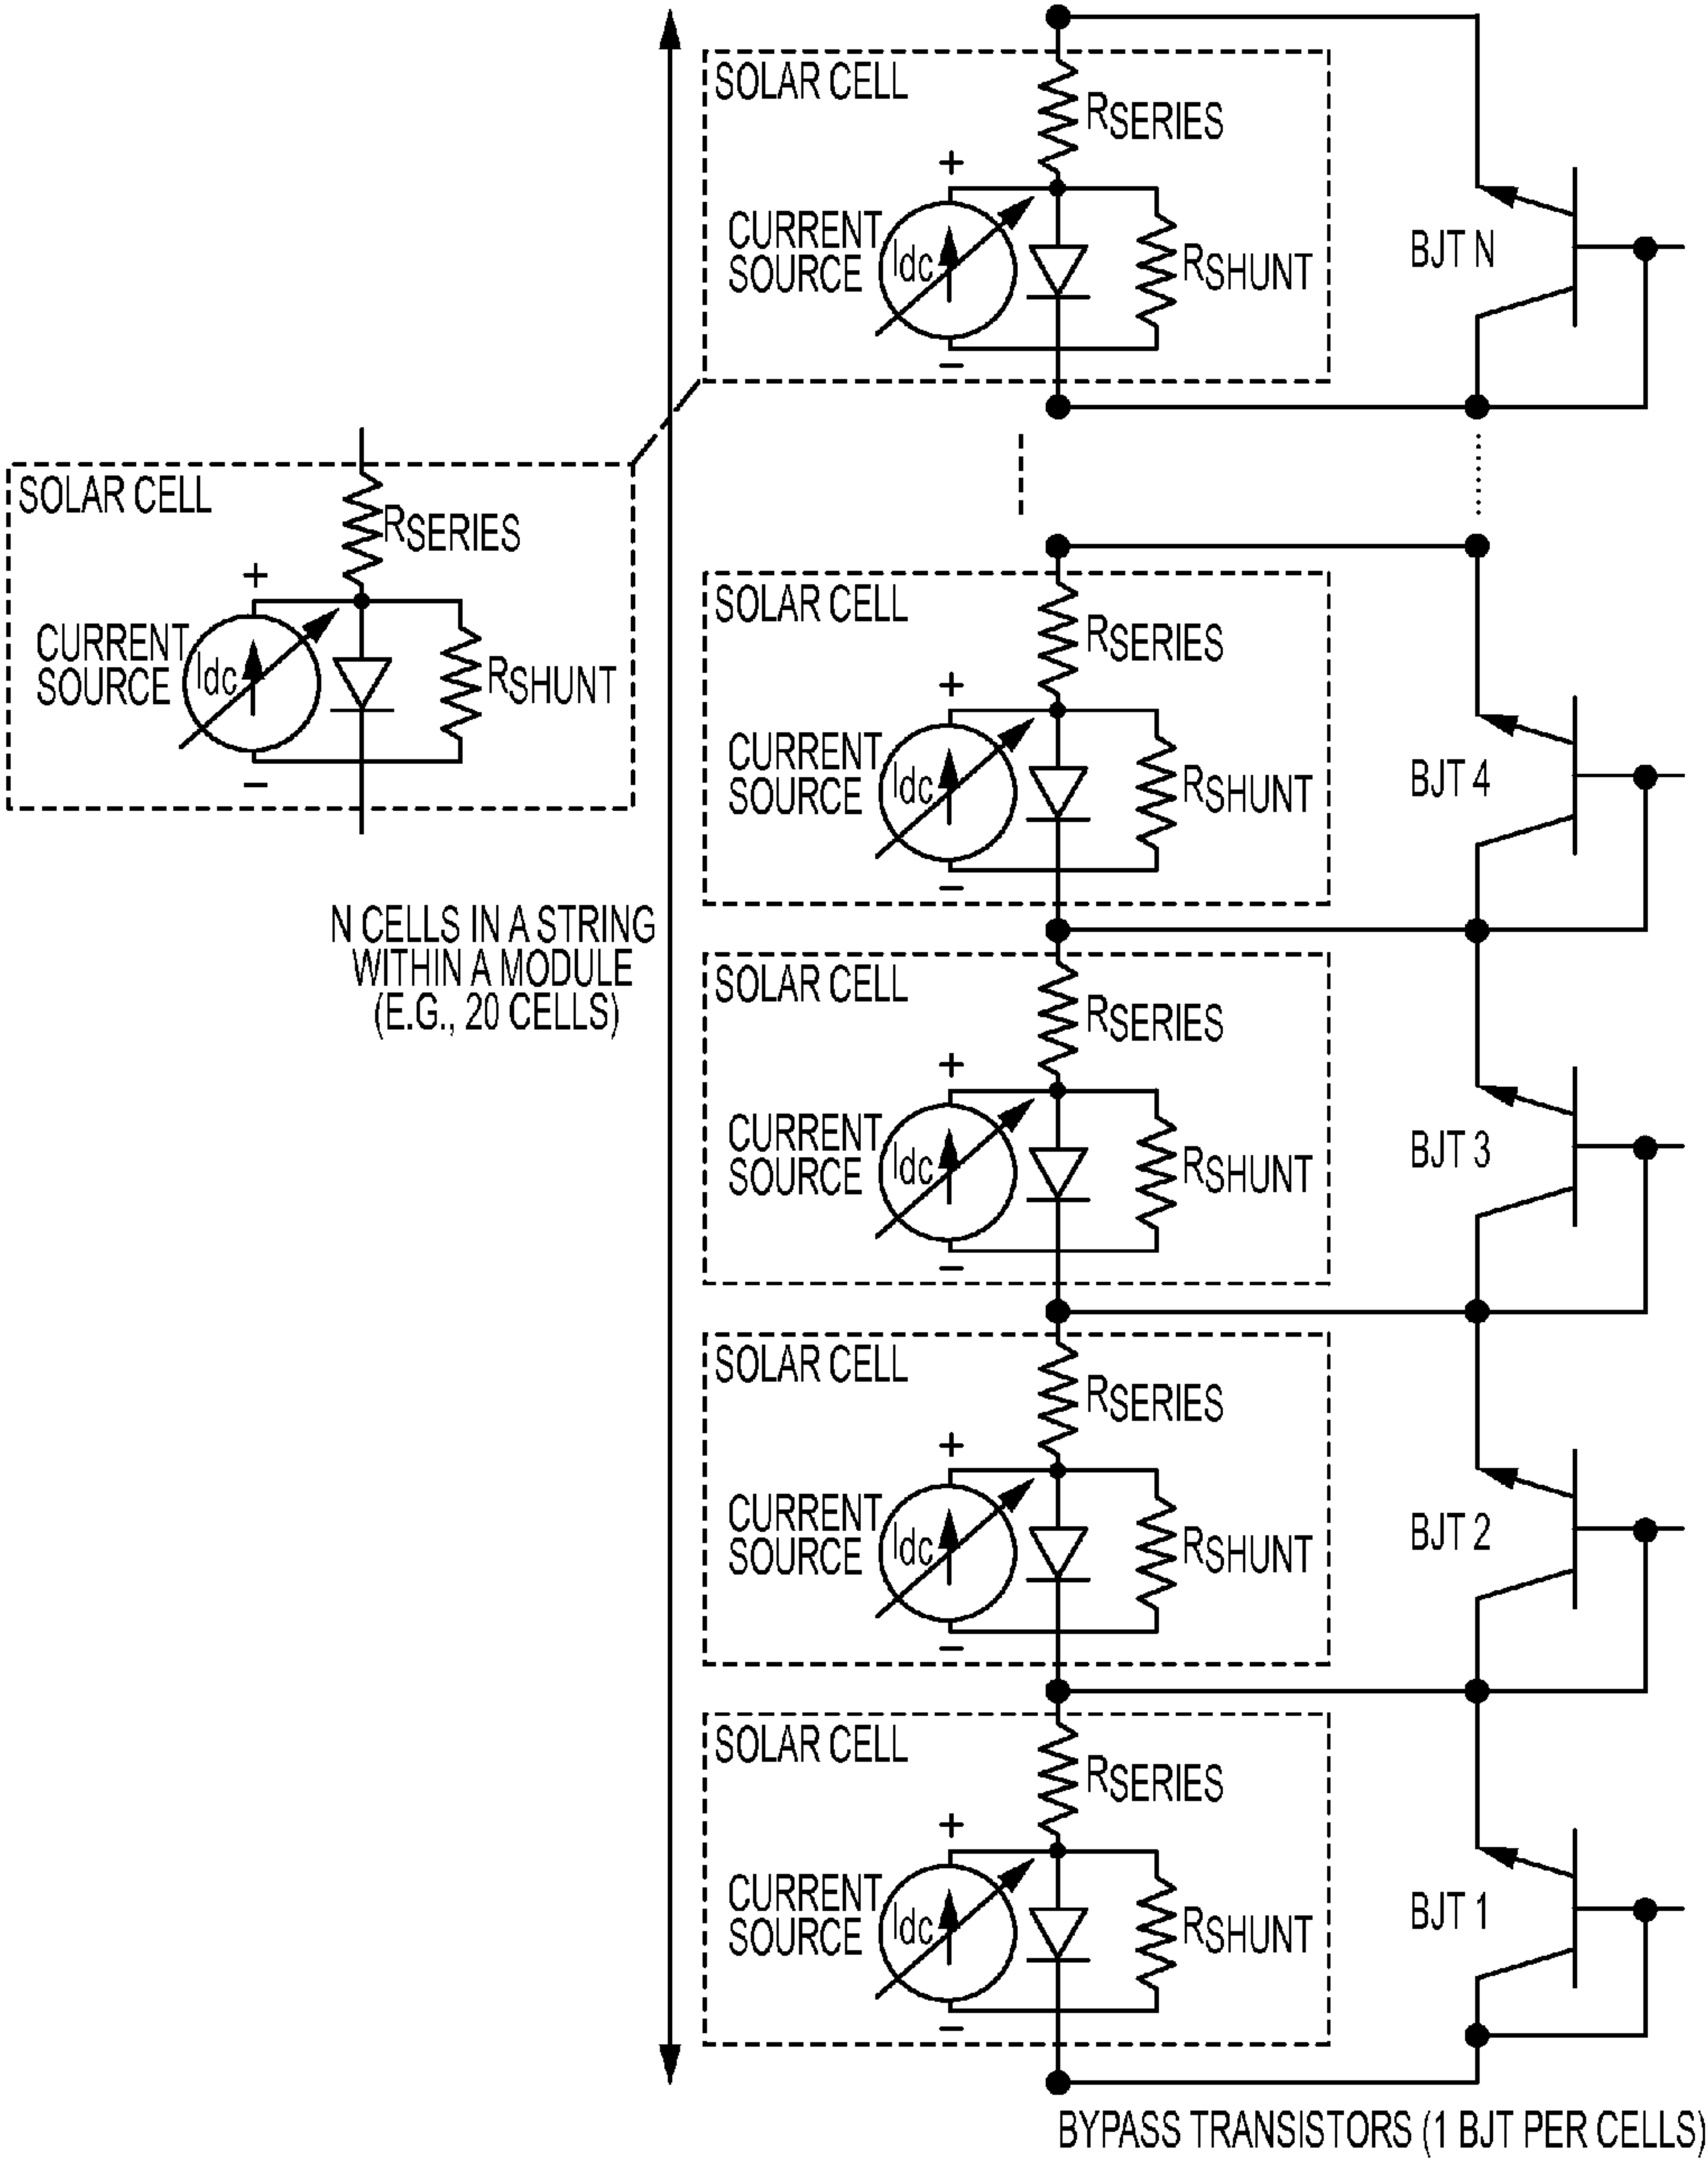 SOLAR CELL
RSERIES
+
CURRENT
SOURCE
Idc
RSHUNT
−
BJT N
SOLAR CELL
RSERIES
+
CURRENT
SOURCE
Idc
RSHUNT
−
N CELLS IN A STRING
WITHIN A MODULE
(E.G., 20 CELLS)
SOLAR CELL
RSERIES
+
CURRENT
SOURCE
Idc
RSHUNT
−
BJT 4
SOLAR CELL
RSERIES
+
CURRENT
SOURCE
Idc
RSHUNT
−
BJT 3
SOLAR CELL
RSERIES
+
CURRENT
SOURCE
Idc
RSHUNT
−
BJT 2
SOLAR CELL
RSERIES
+
CURRENT
SOURCE
Idc
RSHUNT
−
BJT 1
BYPASS TRANSISTORS (1 BJT PER CELLS)